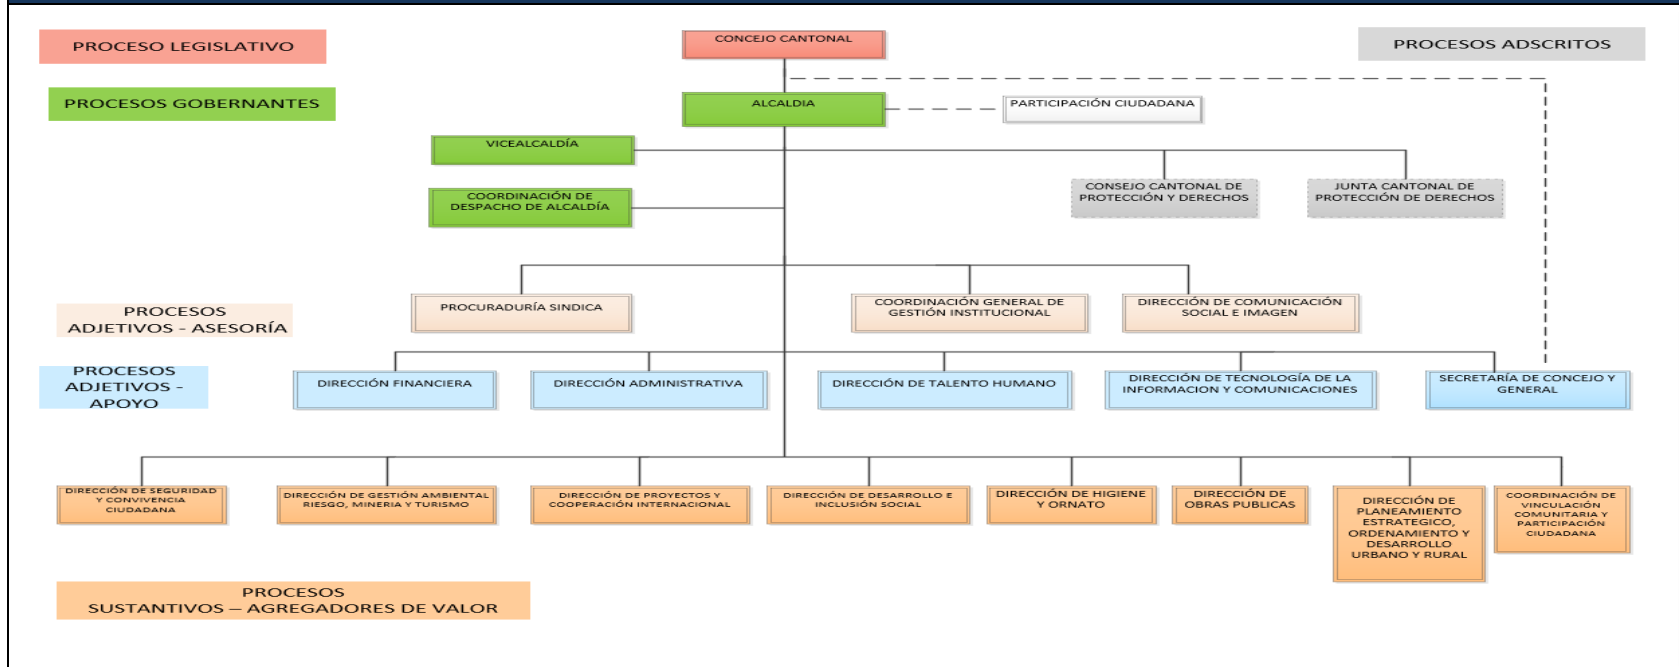 PROCESO LEGISLATIVO
CONCEJO CANTONAL
PROCESOS ADSCRITOS
PROCESOS GOBERNANTES
ALCALDIA
PARTICIPACIÓN CIUDADANA
VICEALCALDÍA
CONSEJO CANTONAL DE
PROTECCIÓN Y DERECHOS
JUNTA CANTONAL DE
PROTECCIÓN DE DERECHOS
COORDINACIÓN DE
DESPACHO DE ALCALDÍA
PROCESOS
ADJETIVOS - ASESORÍA
PROCURADURÍA SINDICA
COORDINACIÓN GENERAL DE
GESTIÓN INSTITUCIONAL
DIRECCIÓN DE COMUNICACIÓN
SOCIAL E IMAGEN
PROCESOS
ADJETIVOS -
APOYO
DIRECCIÓN FINANCIERA
DIRECCIÓN ADMINISTRATIVA
DIRECCIÓN DE TALENTO HUMANO
DIRECCIÓN DE TECNOLOGÍA DE LA
INFORMACION Y COMUNICACIONES
SECRETARÍA DE CONCEJO Y
GENERAL
DIRECCIÓN DE SEGURIDAD
Y CONVIVENCIA
CIUDADANA
DIRECCIÓN DE GESTIÓN AMBIENTAL
RIESGO, MINERIA Y TURISMO
DIRECCIÓN DE PROYECTOS Y
COOPERACIÓN INTERNACIONAL
DIRECCIÓN DE DESARROLLO E
INCLUSIÓN SOCIAL
DIRECCIÓN DE HIGIENE
Y ORNATO
DIRECCIÓN DE
OBRAS PUBLICAS
DIRECCIÓN DE
PLANEAMIENTO
ESTRATEGICO,
ORDENAMIENTO Y
DESARROLLO
URBANO Y RURAL
COORDINACIÓN DE
VINCULACIÓN
COMUNITARIA Y
PARTICIPACIÓN
CIUDADANA
PROCESOS
SUSTANTIVOS – AGREGADORES DE VALOR